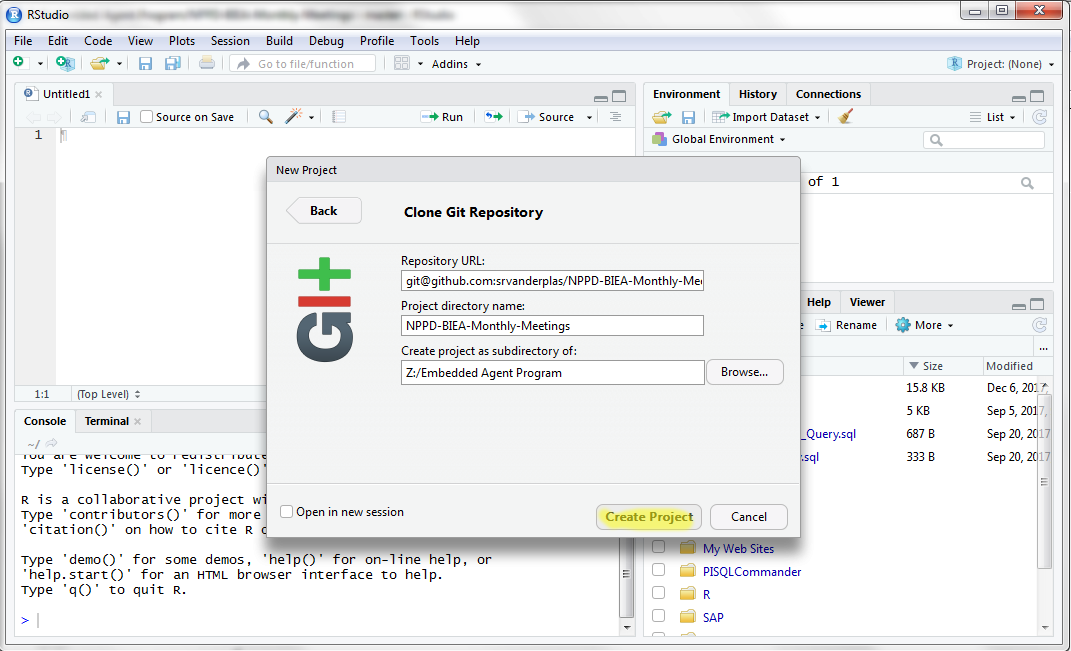 RStudio
File Edit Code View Plots Session Build Debug Profile Tools Help
Go to file/function Addins Project: (None)
Untitled1
Source on Save Run Source
1
1:1 (Top Level)
Console Terminal
~/
You are welcome to redistribute
Type 'license()' or 'licence()'
R is a collaborative project wi
Type 'contributors()' for more
'citation()' on how to cite R o
Type 'demo()' for some demos, 'help()' for on-line help, or
'help.start()' for an HTML browser interface to help.
Type 'q()' to quit R.
>
New Project
Back
Clone Git Repository
GIT
Repository URL:
git@github.com:srvanderplas/NPPD-BIEA-Monthly-Mee
Project directory name:
NPPD-BIEA-Monthly-Meetings
Create project as subdirectory of:
Z:/Embedded Agent Program
Browse...
Open in new session
Create Project
Cancel
Environment History Connections
Import Dataset List
Global Environment
of 1
Help Viewer
Rename More
...
Size Modified
15.8 KB Dec 6, 2017,
5 KB Sep 5, 2017,
_Query.sql 687 B Sep 20, 2017
.sql 333 B Sep 20, 2017
My Web Sites
PISQLCommander
R
SAP